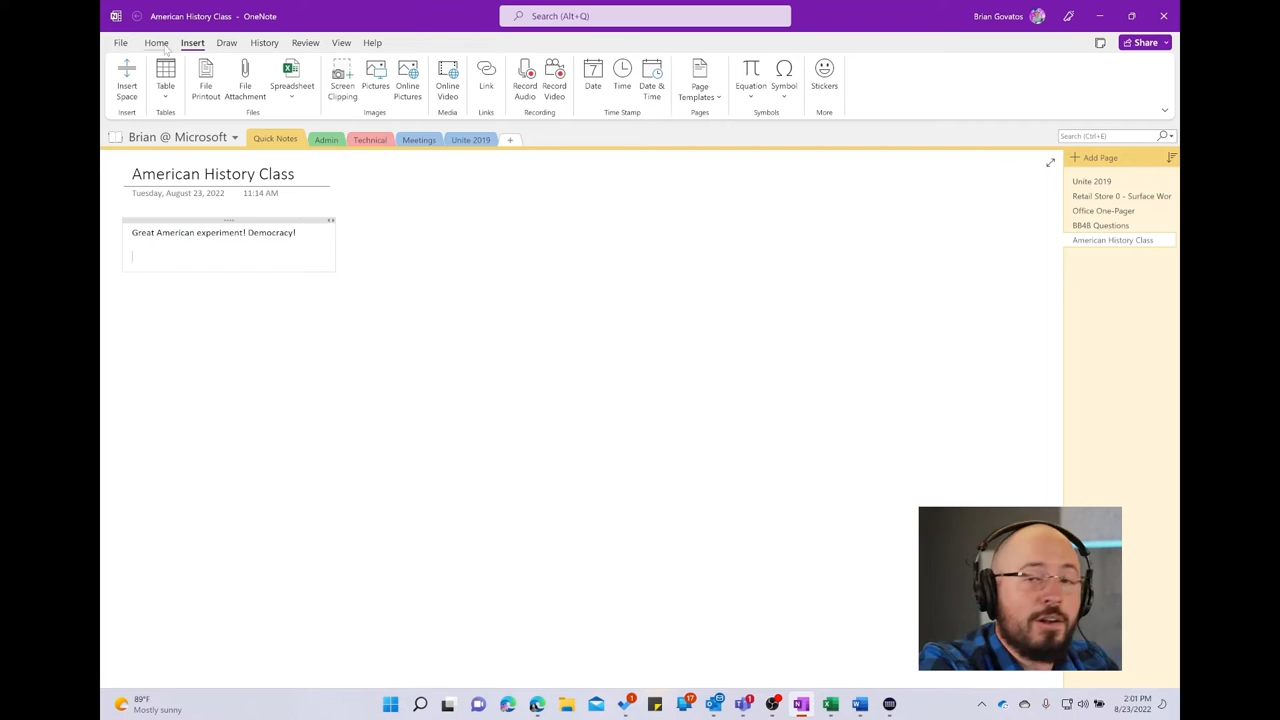 American History Class - OneNote
Search (Alt+Q)
Brian Govatos
File Home Insert Draw History Review View Help
Share
Insert Space
Table
File Printout
File Attachment
Spreadsheet
Screen Clipping
Pictures
Online Pictures
Online Video
Link
Record Audio
Record Video
7
Date
Time
Date & Time
Page Templates
π
Equation
Ω
Symbol
Stickers
Insert Tables Files Images Media Links Recording Time Stamp Pages Symbols More
Brian @ Microsoft
Quick Notes Admin Technical Meetings Unite 2019 +
Search (Ctrl+E)
American History Class
Tuesday, August 23, 2022 11:14 AM
Great American experiment! Democracy!
Add Page
Unite 2019
Retail Store 0 - Surface Wor
Office One-Pager
BB4B Questions
American History Class
89°F
Mostly sunny
1
17
1
2:01 PM
8/23/2022